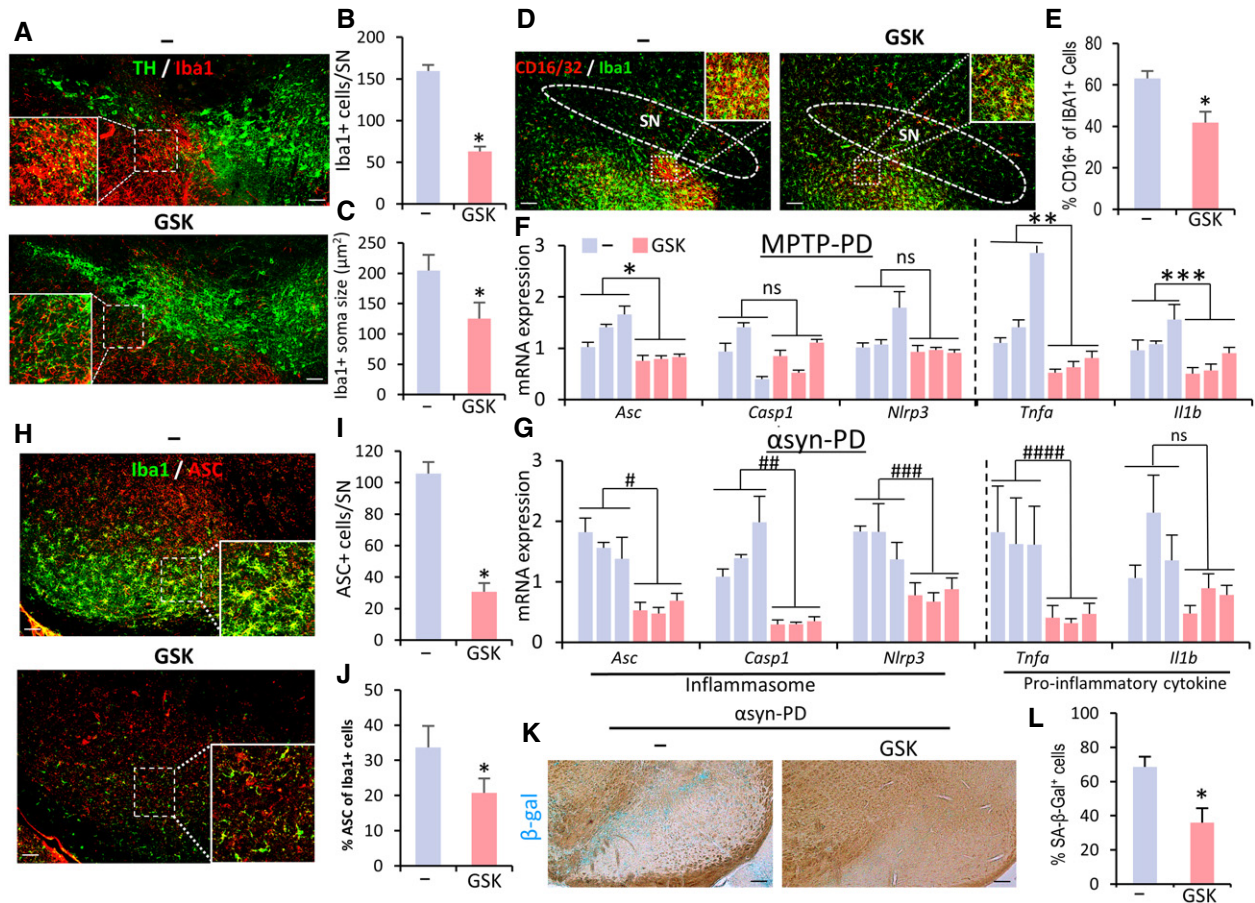 A
–
TH / Iba1
GSK
B
Iba1+ cells/SN
200
150
100
50
0
*
–
GSK
C
Iba1+ soma size (μm²)
250
200
150
100
50
0
*
–
GSK
D
–
GSK
CD16/32 / Iba1
SN
SN
E
% CD16+ of IBA1+ Cells
80
60
40
20
0
*
–
GSK
F
– GSK
MPTP-PD
mRNA expression
3
2
1
0
*
ns
ns
**
***
Asc Casp1 Nlrp3 Tnfa Il1b
G
αsyn-PD
mRNA expression
3
2
1
0
#
##
###
####
ns
Asc Casp1 Nlrp3 Tnfa Il1b
Inflammasome
Pro-inflammatory cytokine
H
–
Iba1 / ASC
GSK
I
ASC+ cells/SN
120
100
80
60
40
20
0
*
–
GSK
J
% ASC of Iba1+ cells
50
40
30
20
10
0
*
–
GSK
K
αsyn-PD
–
GSK
β-gal
L
% SA-β-Gal⁺ Cells
100
80
60
40
20
0
*
–
GSK